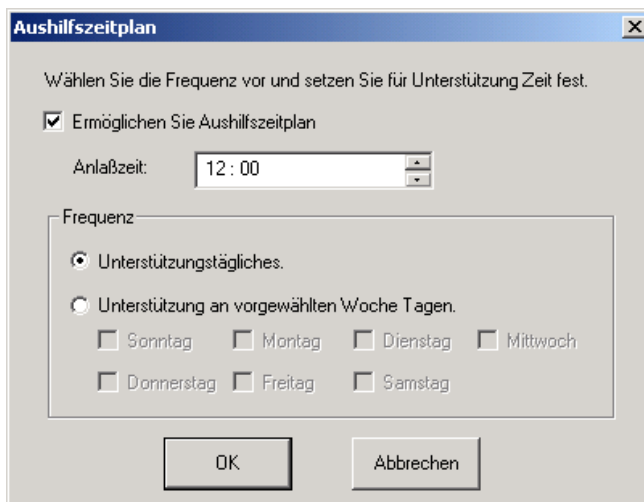 Aushilfszeitplan
Wählen Sie die Frequenz vor und setzen Sie für Unterstützung Zeit fest.
Ermöglichen Sie Aushilfszeitplan
Anlaßzeit: 12 : 00
Frequenz
Unterstützungstägliches.
Unterstützung an vorgewählten Woche Tagen.
Sonntag Montag Dienstag Mittwoch
Donnerstag Freitag Samstag
OK Abbrechen